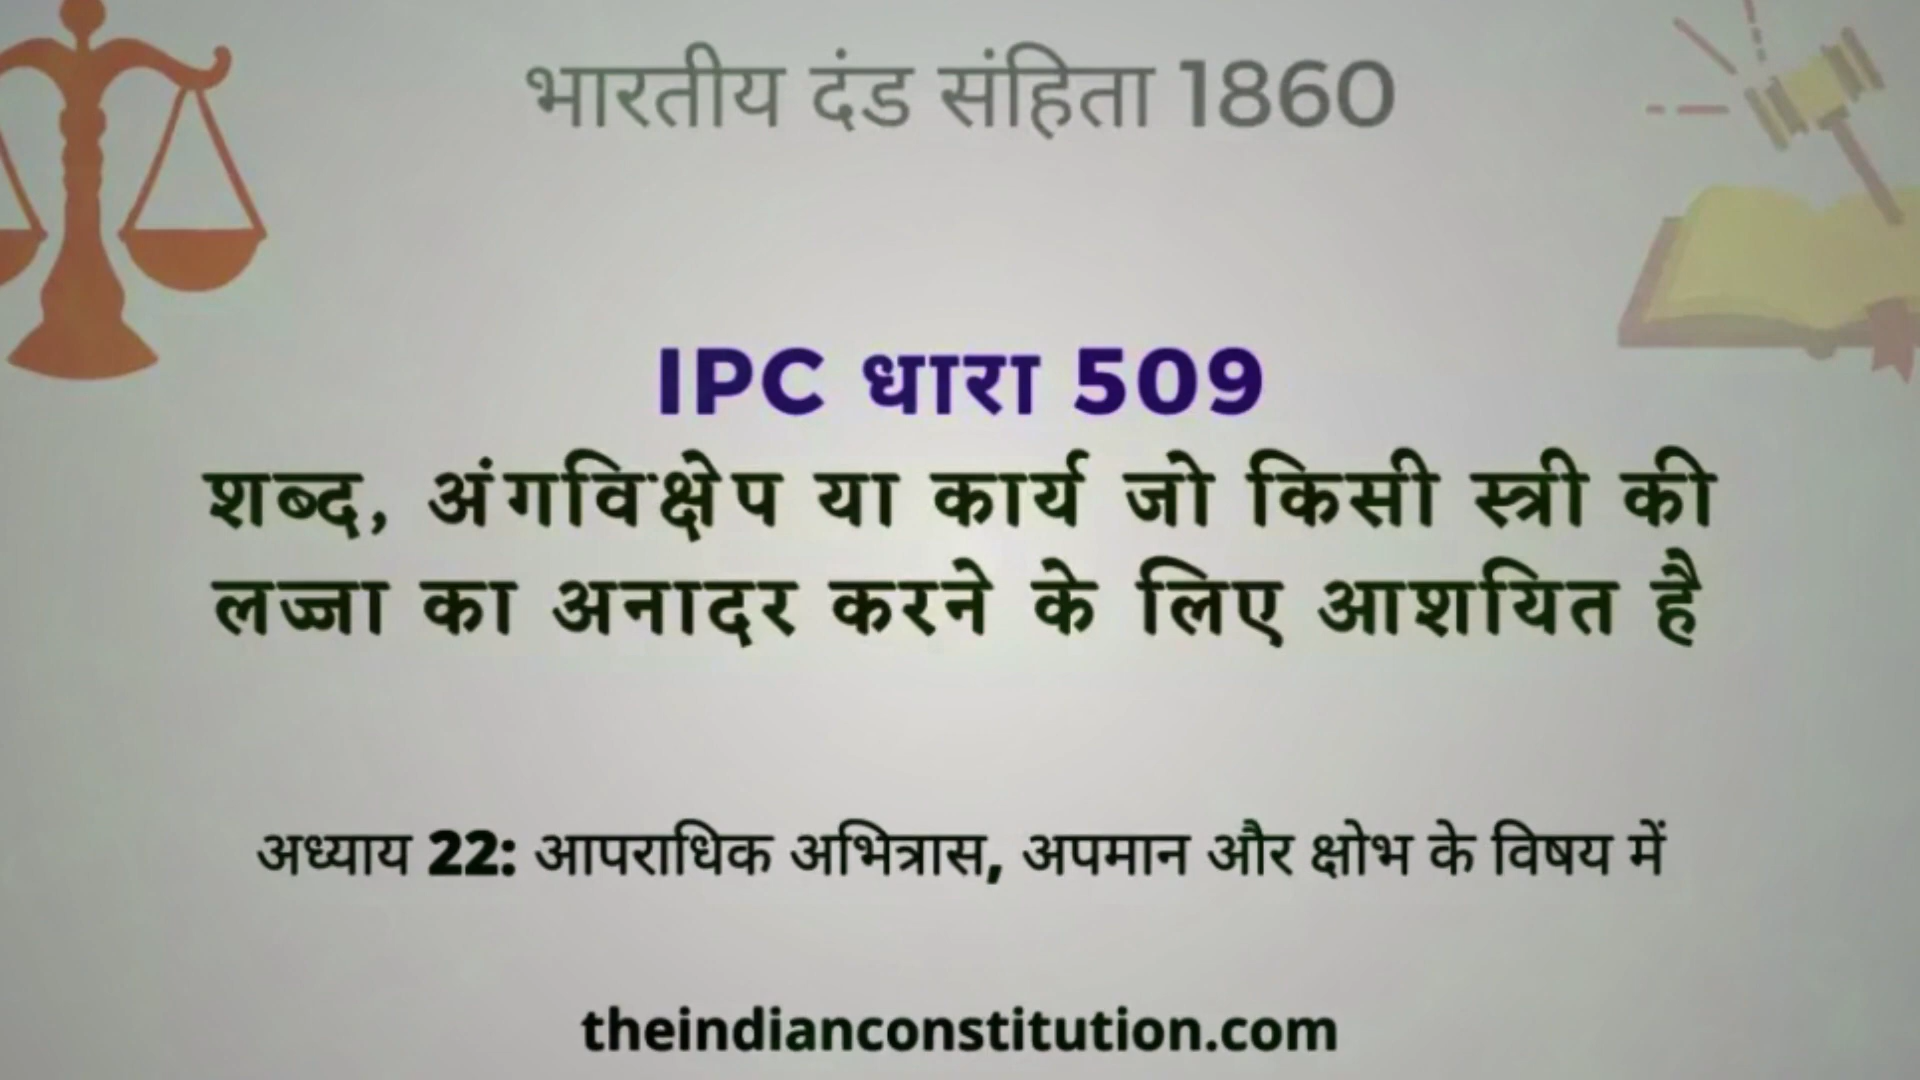 भारतीय दंड संहिता 1860
IPC धारा 509
शब्द, अंगविक्षेप या कार्य जो किसी स्त्री की
लज्जा का अनादर करने के लिए आशयित है
अध्याय 22: आपराधिक अभित्रास, अपमान और क्षोभ के विषय में
theindianconstitution.com